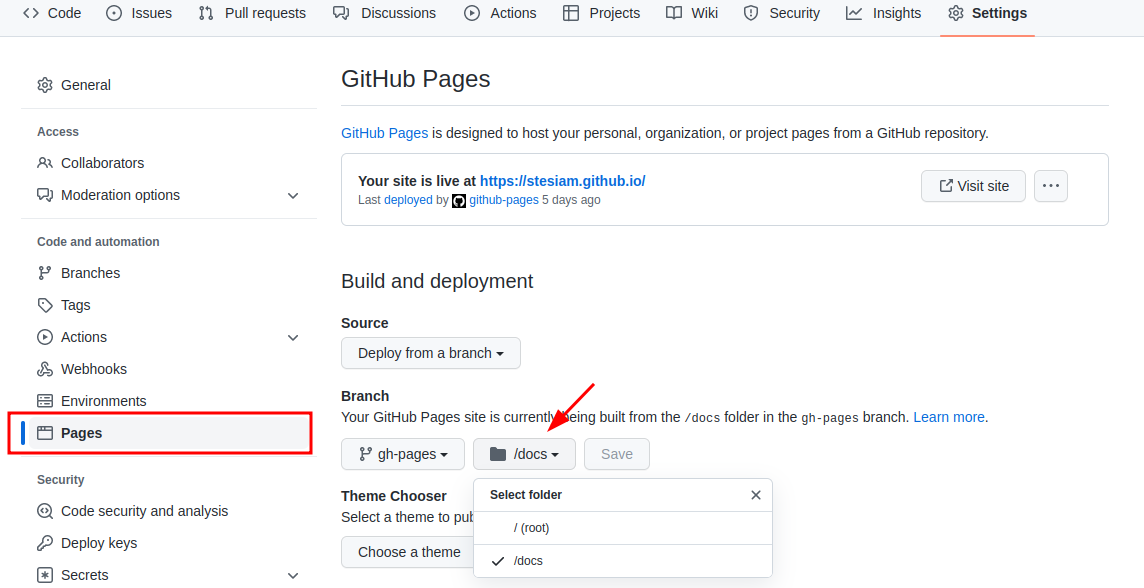 Code Issues Pull requests Discussions Actions Projects Wiki Security Insights Settings
General
Access
Collaborators
Moderation options
Code and automation
Branches
Tags
Actions
Webhooks
Environments
Pages
Security
Code security and analysis
Deploy keys
Secrets
GitHub Pages
GitHub Pages is designed to host your personal, organization, or project pages from a GitHub repository.
Your site is live at https://stesiam.github.io/
Last deployed by github-pages 5 days ago
Visit site
Build and deployment
Source
Deploy from a branch
Branch
Your GitHub Pages site is currently being built from the /docs folder in the gh-pages branch. Learn more.
gh-pages /docs Save
Theme Chooser
Select a theme to pub
Choose a theme
Select folder
/ (root)
/docs